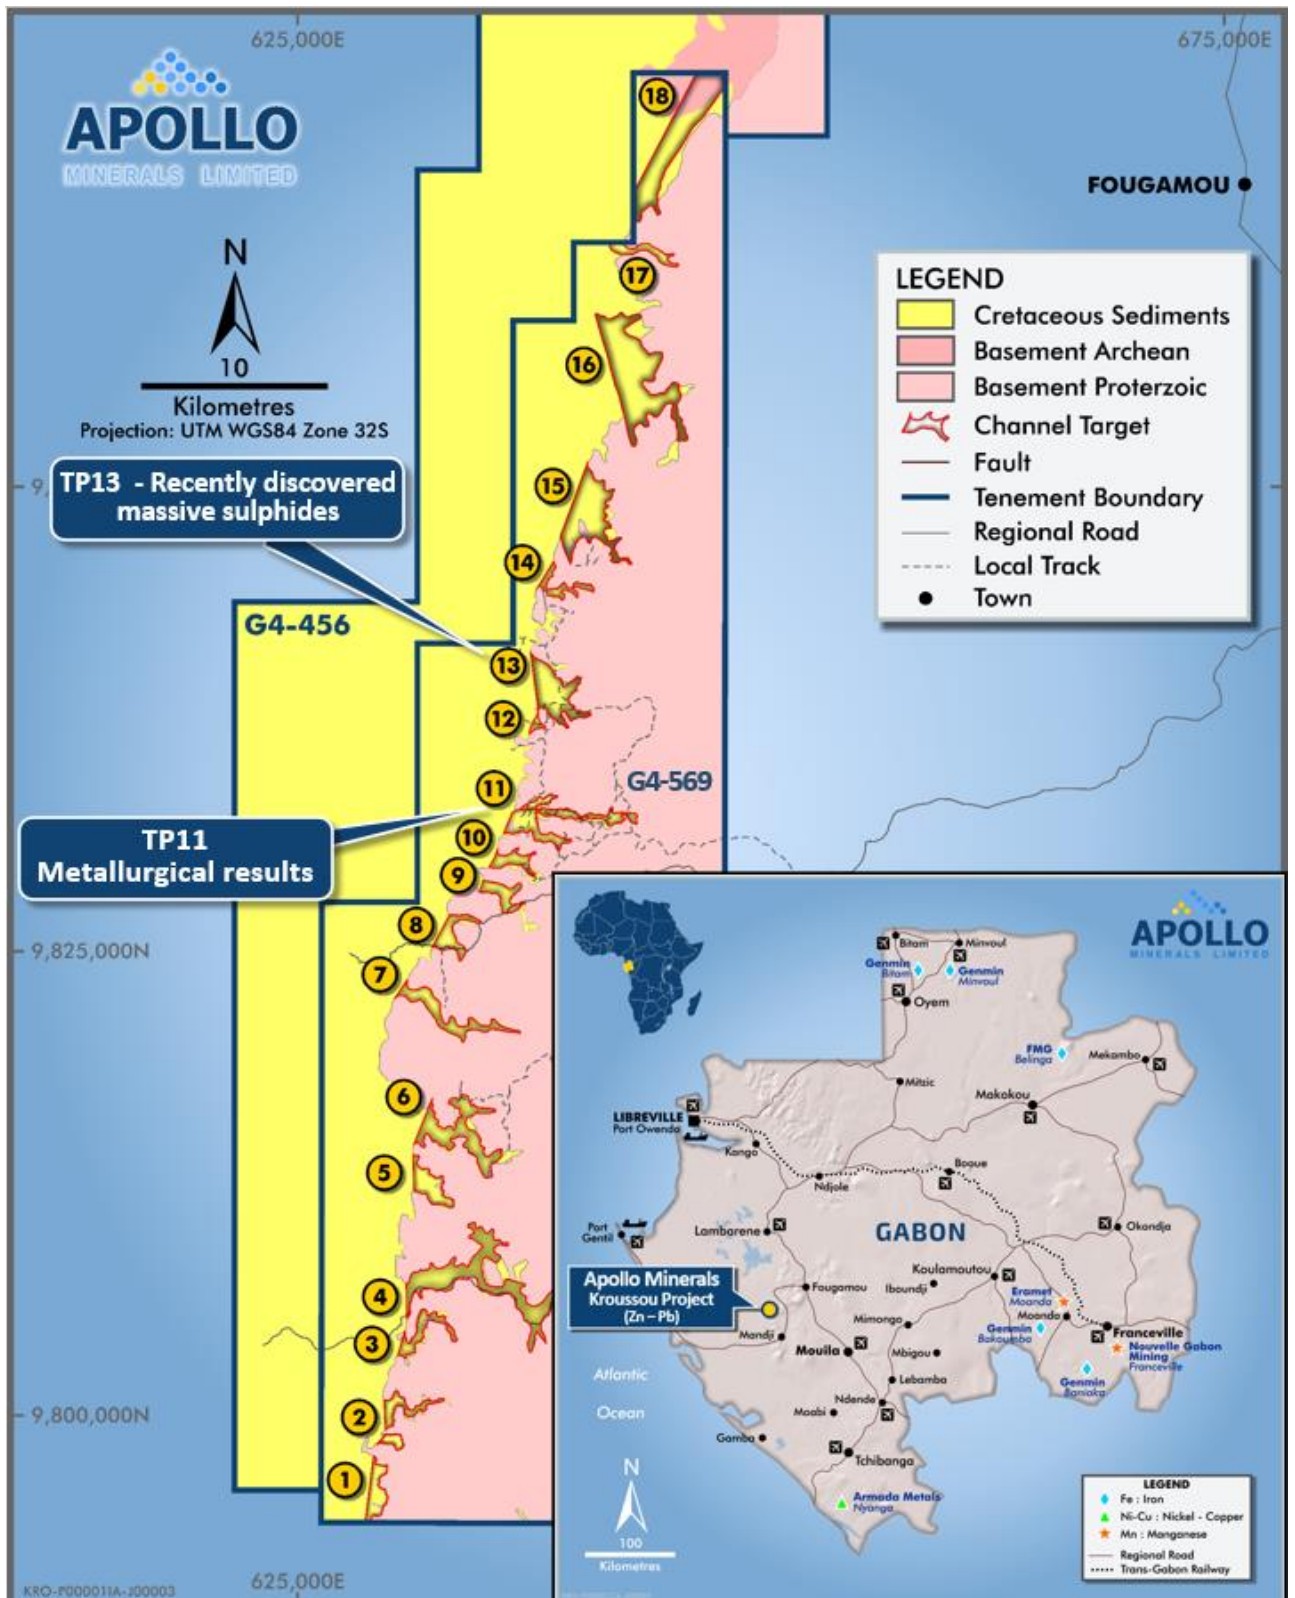 625,000E
675,000E
APOLLO
MINERALS LIMITED
18
FOUGAMOU
N
10
Kilometres
Projection: UTM WGS84 Zone 32S
17
LEGEND
Cretaceous Sediments
Basement Archean
Basement Proterzoic
Channel Target
Fault
Tenement Boundary
Regional Road
Local Track
Town
16
TP13 - Recently discovered
massive sulphides
9,
15
14
G4-456
13
12
11
G4-569
TP11
Metallurgical results
10
9
8
9,825,000N
7
6
5
4
3
9,800,000N
2
1
625,000E
KRO-P000011A-J00003
APOLLO
MINERALS LIMITED
Bitam
Minvoul
Genmin
Bitam
Genmin
Minvoul
Oyem
FMG
Belinga
Mekambo
Mitzic
Makokou
LIBREVILLE
Port Owenda
Kango
Booue
Ndjole
Port
Gentil
Lambarene
GABON
Okondja
Apollo Minerals
Kroussou Project
(Zn – Pb)
Fougamou
Iboundji
Koulamoutou
Eramet
Moanda
Moanda
Mimongo
Genmin
Bakoumba
Franceville
Mandji
Mouila
Mbigou
Nouvelle Gabon
Mining
Franceville
Genmin
Baniaka
Lebamba
Atlantic
Ocean
Ndende
Moabi
Gamba
Tchibanga
N
100
Kilometres
Armada Metals
Nyanga
LEGEND
Fe : Iron
Ni-Cu : Nickel - Copper
Mn : Manganese
Regional Road
Trans-Gabon Railway